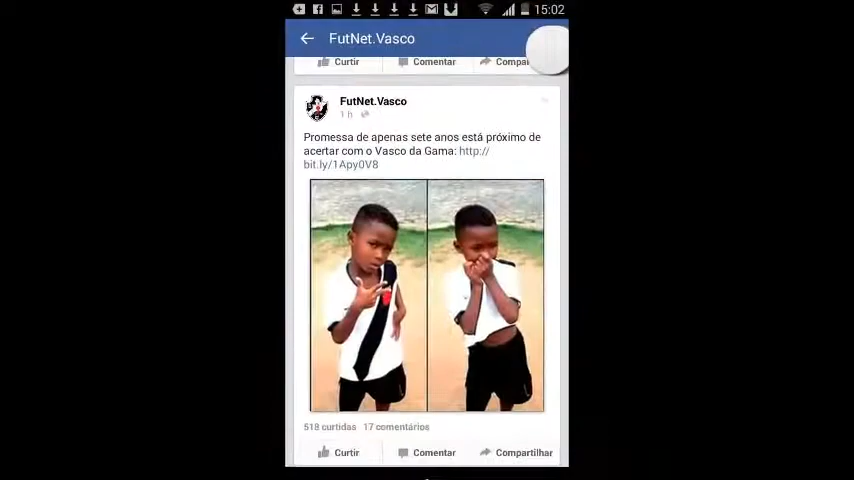 15:02
FutNet.Vasco
Curtir Comentar Compar
FutNet.Vasco
1 h
Promessa de apenas sete anos está próximo de
acertar com o Vasco da Gama: http://
bit.ly/1Apy0V8
518 curtidas 17 comentários
Curtir Comentar Compartilhar